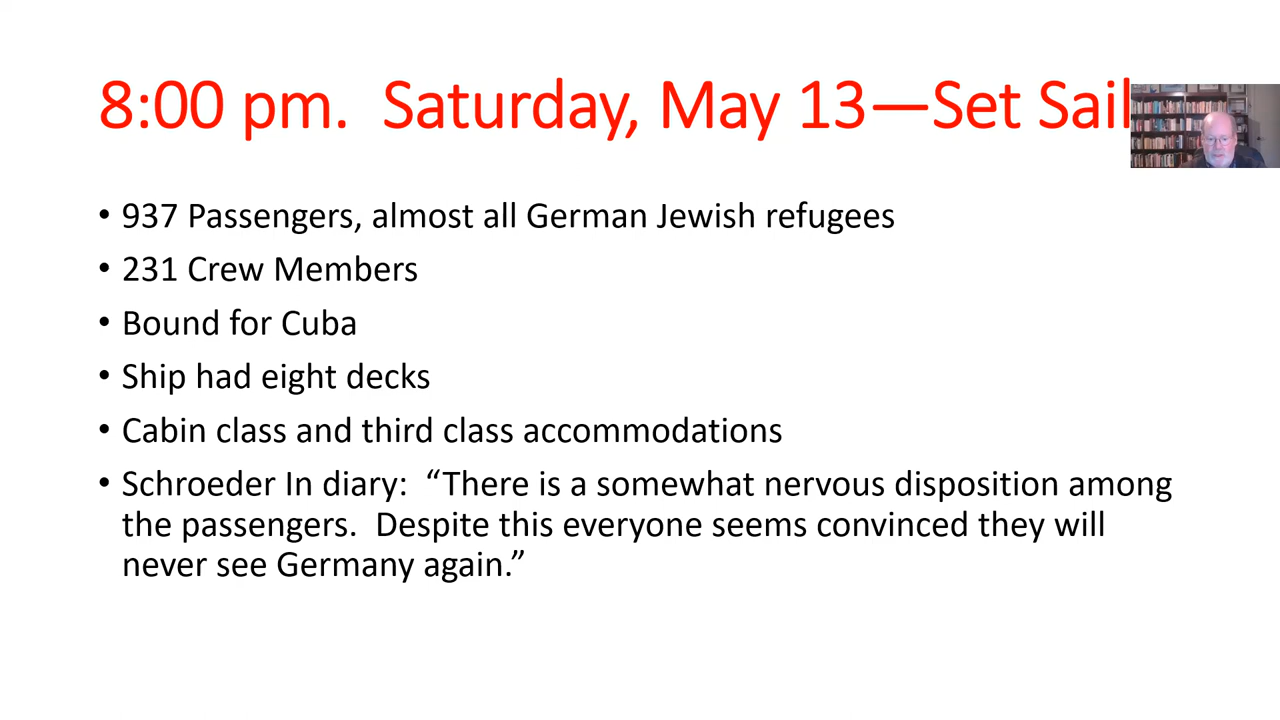 8:00 pm.  Saturday, May 13—Set Sail
• 937 Passengers, almost all German Jewish refugees
• 231 Crew Members
• Bound for Cuba
• Ship had eight decks
• Cabin class and third class accommodations
• Schroeder In diary:  “There is a somewhat nervous disposition among
the passengers.  Despite this everyone seems convinced they will
never see Germany again.”